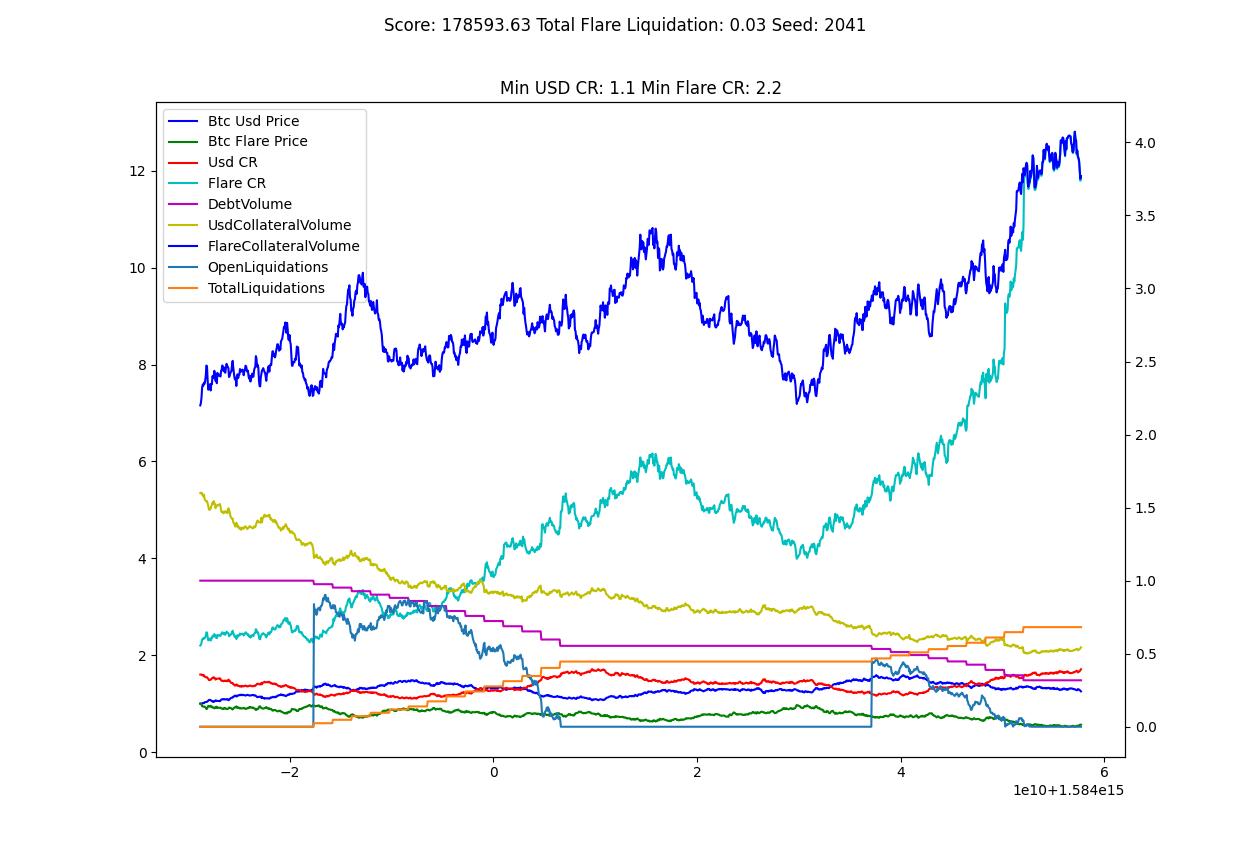 Score: 178593.63 Total Flare Liquidation: 0.03 Seed: 2041
Min USD CR: 1.1 Min Flare CR: 2.2
Btc Usd Price
Btc Flare Price
Usd CR
Flare CR
DebtVolume
UsdCollateralVolume
FlareCollateralVolume
OpenLiquidations
TotalLiquidations
12
10
8
6
4
2
0
4.0
3.5
3.0
2.5
2.0
1.5
1.0
0.5
0.0
−2 0 2 4 6
1e10+1.584e15